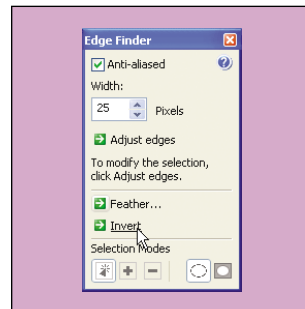 Edge Finder
Anti-aliased
Width:
25 Pixels
Adjust edges
To modify the selection,
click Adjust edges.
Feather...
Invert
Selection Modes